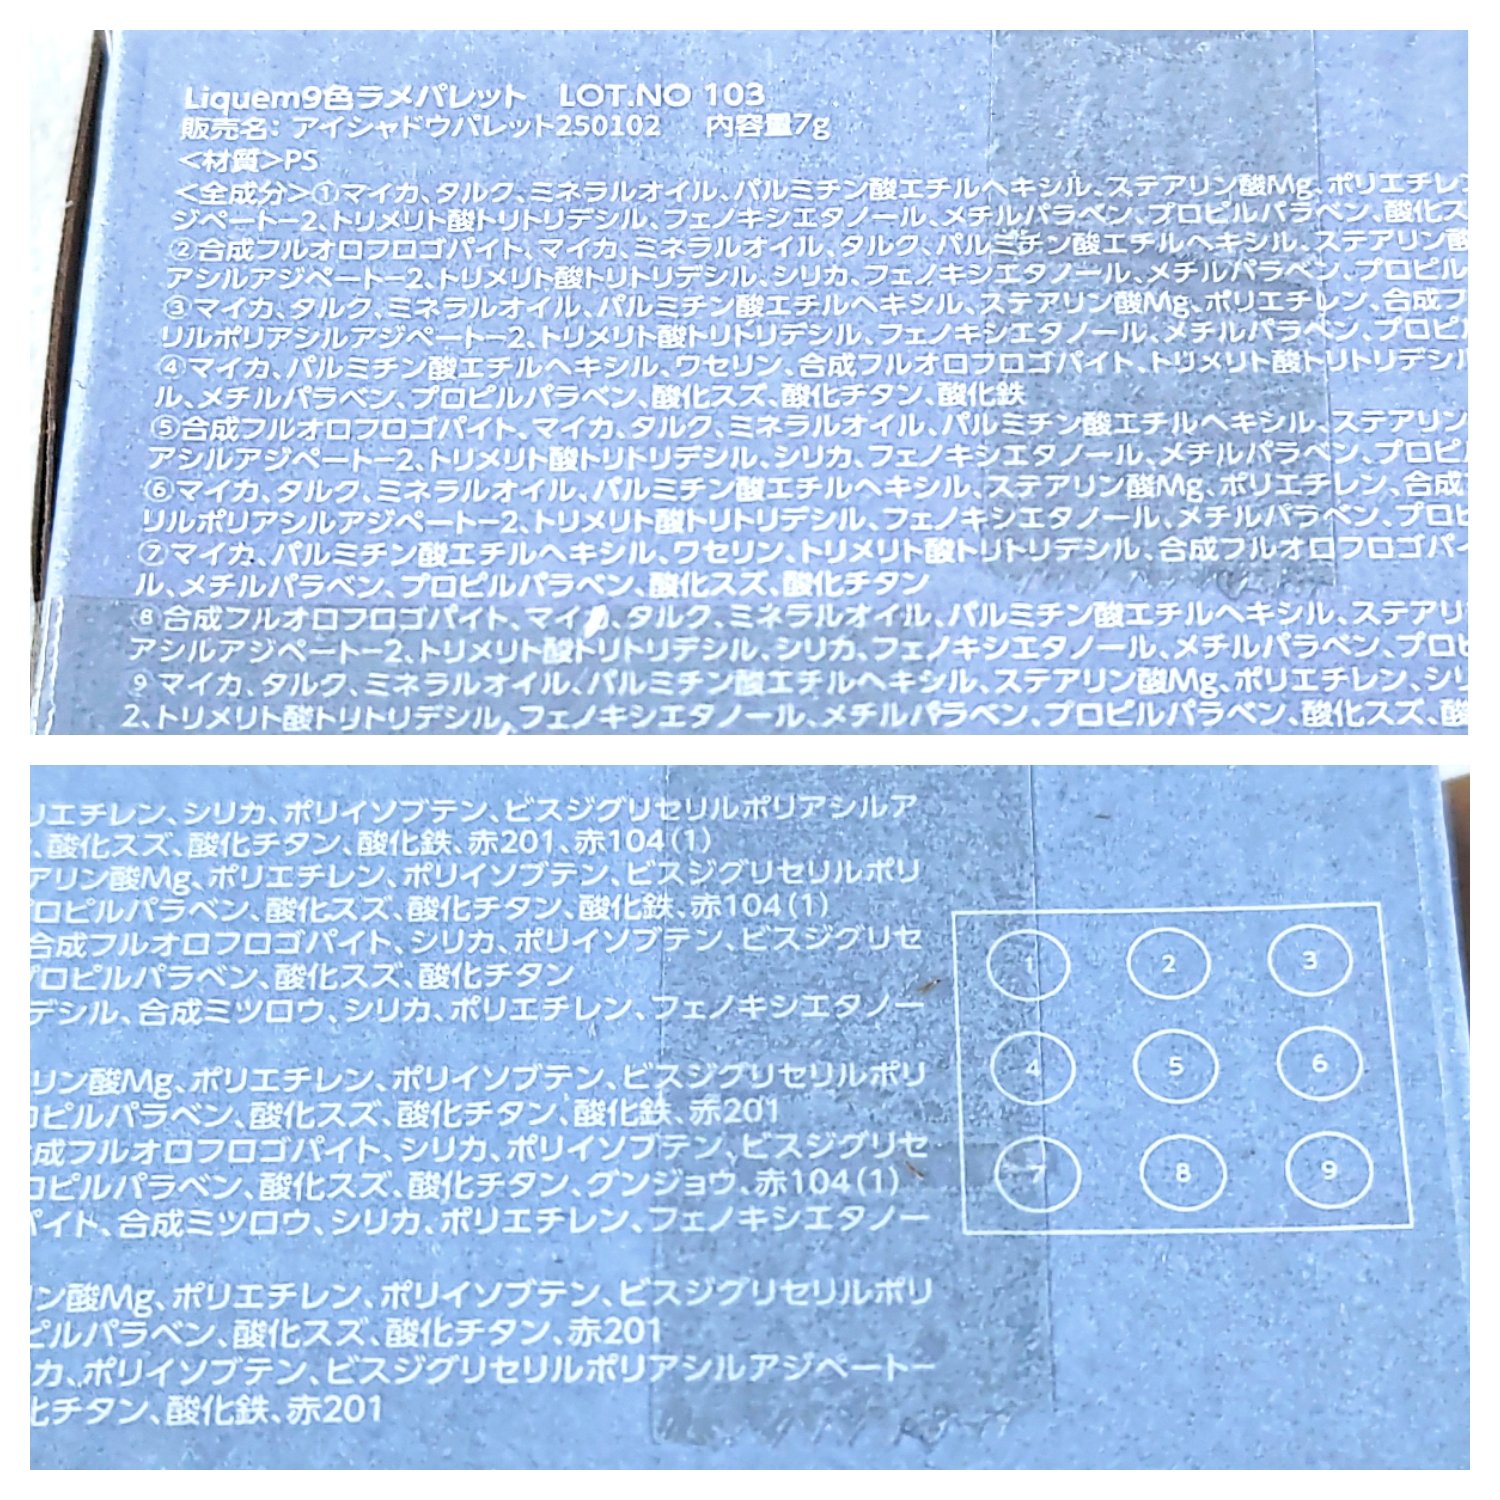 Liquem9色ラメパレット LOT.NO 103
販売名：アイシャドウパレット250102 内容量7g
<材質>PS
<全成分>①マイカ、タルク、ミネラルオイル、パルミチン酸エチルヘキシル、ステアリン酸Mg、ポリエチレン
ジペート－2、トリメリト酸トリトリデシル、フェノキシエタノール、メチルパラベン、プロピルパラベン、酸化ス
②合成フルオロフロゴパイト、マイカ、ミネラルオイル、タルク、パルミチン酸エチルヘキシル、ステアリン酸
アシルアジペート－2、トリメリト酸トリトリデシル、シリカ、フェノキシエタノール、メチルパラベン、プロピル
③マイカ、タルク、ミネラルオイル、パルミチン酸エチルヘキシル、ステアリン酸Mg、ポリエチレン、合成フ
リルポリアシルアジペート－2、トリメリト酸トリトリデシル、フェノキシエタノール、メチルパラベン、プロピル
④マイカ、パルミチン酸エチルヘキシル、ワセリン、合成フルオロフロゴパイト、トリメリト酸トリトリデシル
ル、メチルパラベン、プロピルパラベン、酸化スズ、酸化チタン、酸化鉄
⑤合成フルオロフロゴパイト、マイカ、タルク、ミネラルオイル、パルミチン酸エチルヘキシル、ステアリン
アシルアジペート－2、トリメリト酸トリトリデシル、シリカ、フェノキシエタノール、メチルパラベン、プロピル
⑥マイカ、タルク、ミネラルオイル、パルミチン酸エチルヘキシル、ステアリン酸Mg、ポリエチレン、合成
リルポリアシルアジペート－2、トリメリト酸トリトリデシル、フェノキシエタノール、メチルパラベン、プロピ
⑦マイカ、パルミチン酸エチルヘキシル、ワセリン、トリメリト酸トリトリデシル、合成フルオロフロゴパイ
ル、メチルパラベン、プロピルパラベン、酸化スズ、酸化チタン
⑧合成フルオロフロゴパイト、マイカ、タルク、ミネラルオイル、パルミチン酸エチルヘキシル、ステアリ
アシルアジペート－2、トリメリト酸トリトリデシル、シリカ、フェノキシエタノール、メチルパラベン、プロピ
⑨マイカ、タルク、ミネラルオイル、パルミチン酸エチルヘキシル、ステアリン酸Mg、ポリエチレン、シリ
2、トリメリト酸トリトリデシル、フェノキシエタノール、メチルパラベン、プロピルパラベン、酸化スズ、酸
リエチレン、シリカ、ポリイソブテン、ビスジグリセリルポリアシルア
、酸化スズ、酸化チタン、酸化鉄、赤201、赤104(1)
アリン酸Mg、ポリエチレン、ポリイソブテン、ビスジグリセリルポリ
プロピルパラベン、酸化スズ、酸化チタン、酸化鉄、赤104(1)
合成フルオロフロゴパイト、シリカ、ポリイソブテン、ビスジグリセ
プロピルパラベン、酸化スズ、酸化チタン
デシル、合成ミツロウ、シリカ、ポリエチレン、フェノキシエタノー
リン酸Mg、ポリエチレン、ポリイソブテン、ビスジグリセリルポリ
ロピルパラベン、酸化スズ、酸化チタン、酸化鉄、赤201
成フルオロフロゴパイト、シリカ、ポリイソブテン、ビスジグリセ
ロピルパラベン、酸化スズ、酸化チタン、グンジョウ、赤104(1)
パイト、合成ミツロウ、シリカ、ポリエチレン、フェノキシエタノー
リン酸Mg、ポリエチレン、ポリイソブテン、ビスジグリセリルポリ
ピルパラベン、酸化スズ、酸化チタン、赤201
カ、ポリイソブテン、ビスジグリセリルポリアシルアジペート－
化チタン、酸化鉄、赤201
1 2 3
4 5 6
7 8 9